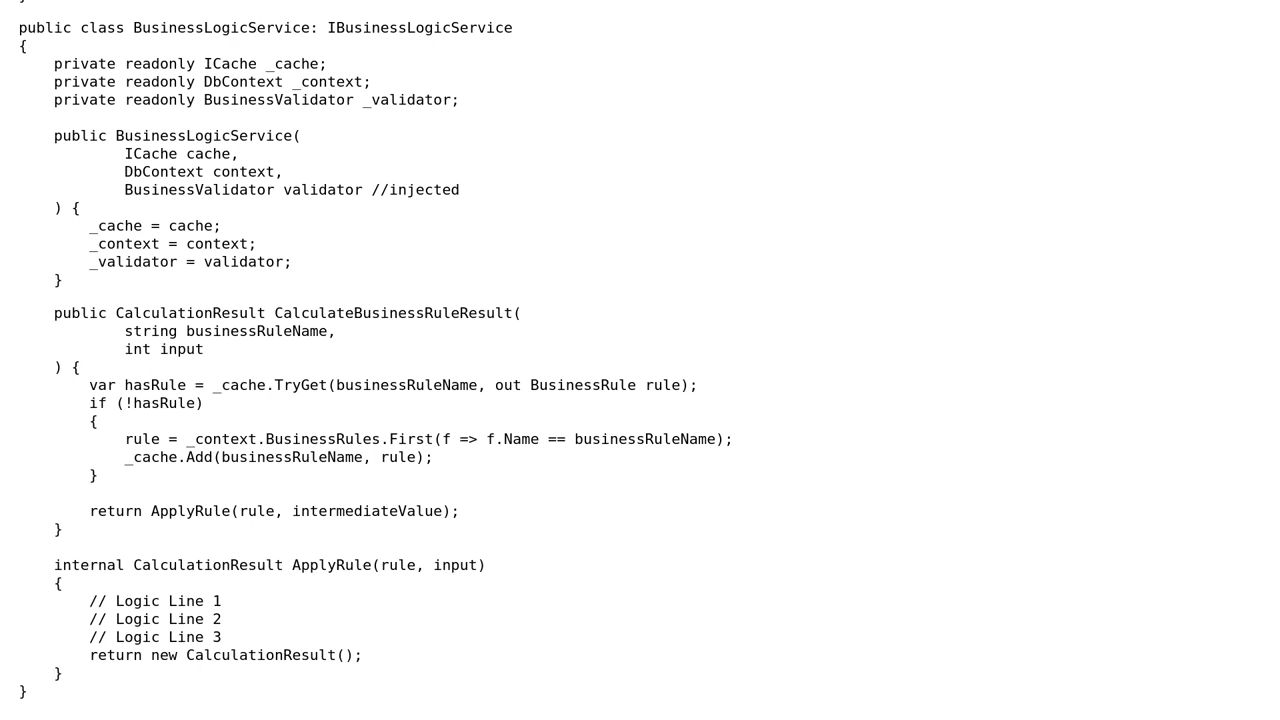 }
public class BusinessLogicService: IBusinessLogicService
{
    private readonly ICache _cache;
    private readonly DbContext _context;
    private readonly BusinessValidator _validator;

    public BusinessLogicService(
            ICache cache,
            DbContext context,
            BusinessValidator validator //injected
    ) {
        _cache = cache;
        _context = context;
        _validator = validator;
    }

    public CalculationResult CalculateBusinessRuleResult(
            string businessRuleName,
            int input
    ) {
        var hasRule = _cache.TryGet(businessRuleName, out BusinessRule rule);
        if (!hasRule)
        {
            rule = _context.BusinessRules.First(f => f.Name == businessRuleName);
            _cache.Add(businessRuleName, rule);
        }

        return ApplyRule(rule, intermediateValue);
    }

    internal CalculationResult ApplyRule(rule, input)
    {
        // Logic Line 1
        // Logic Line 2
        // Logic Line 3
        return new CalculationResult();
    }
}